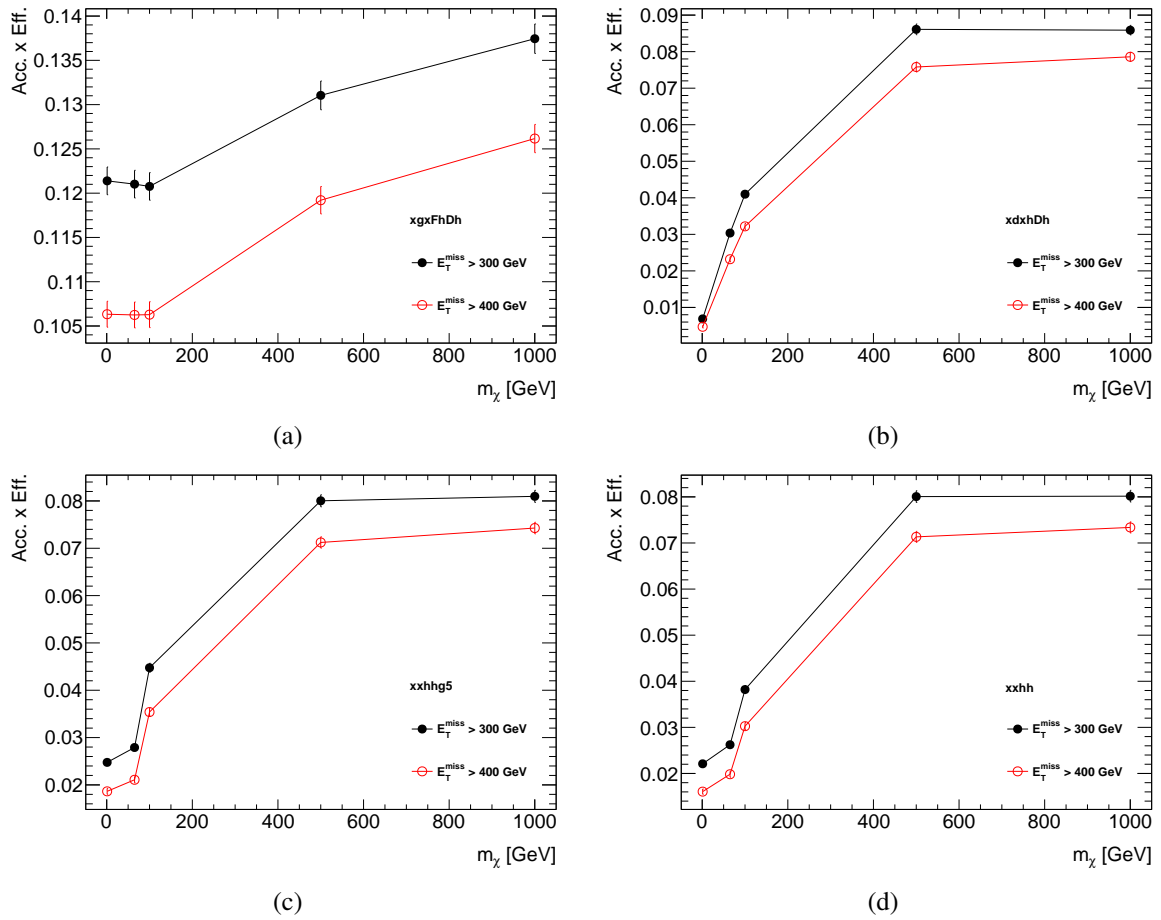 Acc. x Eff.
0.14
0.135
0.13
0.125
0.12
0.115
0.11
0.105
xgxFhDh
E_T^miss > 300 GeV
E_T^miss > 400 GeV
0 200 400 600 800 1000
m_χ [GeV]
(a)
Acc. x Eff.
0.09
0.08
0.07
0.06
0.05
0.04
0.03
0.02
0.01
xdxhDh
E_T^miss > 300 GeV
E_T^miss > 400 GeV
0 200 400 600 800 1000
m_χ [GeV]
(b)
Acc. x Eff.
0.08
0.07
0.06
0.05
0.04
0.03
0.02
xxhhg5
E_T^miss > 300 GeV
E_T^miss > 400 GeV
0 200 400 600 800 1000
m_χ [GeV]
(c)
Acc. x Eff.
0.08
0.07
0.06
0.05
0.04
0.03
0.02
xxhh
E_T^miss > 300 GeV
E_T^miss > 400 GeV
0 200 400 600 800 1000
m_χ [GeV]
(d)